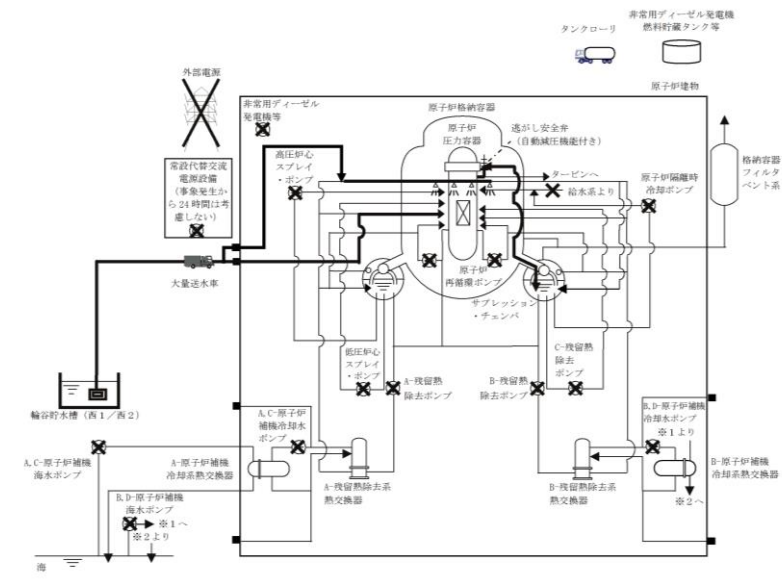 非常用ディーゼル発電機
燃料貯蔵タンク等
タンクローリ
外部電源
原子炉建物
非常用ディーゼル
発電機等
原子炉格納容器
原子炉
圧力容器
逃がし安全弁
(自動減圧機能付き)
高圧炉心
スプレイ
・ポンプ
タービンへ
給水系より
原子炉隔離時
冷却ポンプ
格納容器
フィルタ
ベント系
常設代替交流
電源設備
(事象発生か
ら24時間は考
慮しない)
大量送水車
原子炉
再循環ポンプ
サプレッション
・チェンバ
低圧炉心
スプレイ
・ポンプ
A-残留熱
除去ポンプ
B-残留熱
除去ポンプ
C-残留熱
除去
ポンプ
輪谷貯水槽(西1/西2)
A,C-原子炉
補機冷却水
ポンプ
B,D-原子炉補機
冷却水ポンプ
※1より
A,C-原子炉補機
海水ポンプ
A-原子炉補機
冷却系熱交換器
B-原子炉補機
冷却系熱交換器
A-残留熱除去系
熱交換器
B-残留熱除去系
熱交換器
※2へ
B,D-原子炉補機
海水ポンプ
※1へ
※2より
海